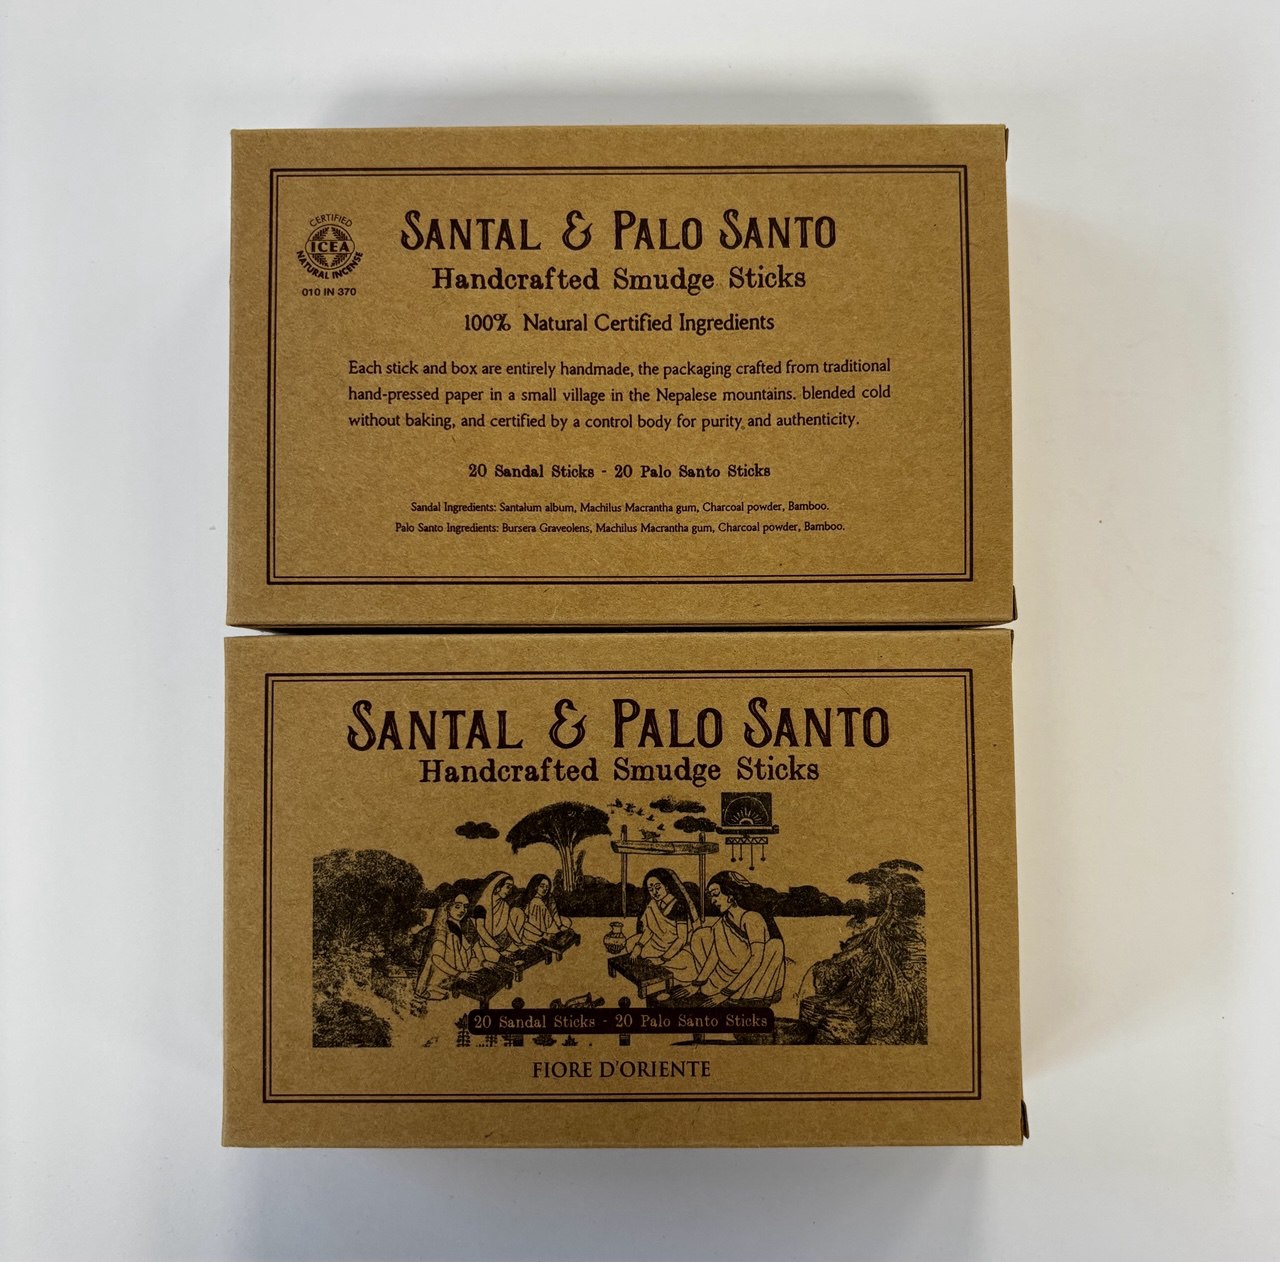 CERTIFIED
ICEA
NATURAL INCENSE
010 IN 370
SANTAL & PALO SANTO
Handcrafted Smudge Sticks
100% Natural Certified Ingredients
Each stick and box are entirely handmade, the packaging crafted from traditional
hand-pressed paper in a small village in the Nepalese mountains. blended cold
without baking, and certified by a control body for purity and authenticity.
20 Sandal Sticks - 20 Palo Santo Sticks
Sandal Ingredients: Santalum album, Machilus Macrantha gum, Charcoal powder, Bamboo.
Palo Santo Ingredients: Bursera Graveolens, Machilus Macrantha gum, Charcoal powder, Bamboo.
SANTAL & PALO SANTO
Handcrafted Smudge Sticks
20 Sandal Sticks - 20 Palo Santo Sticks
FIORE D'ORIENTE